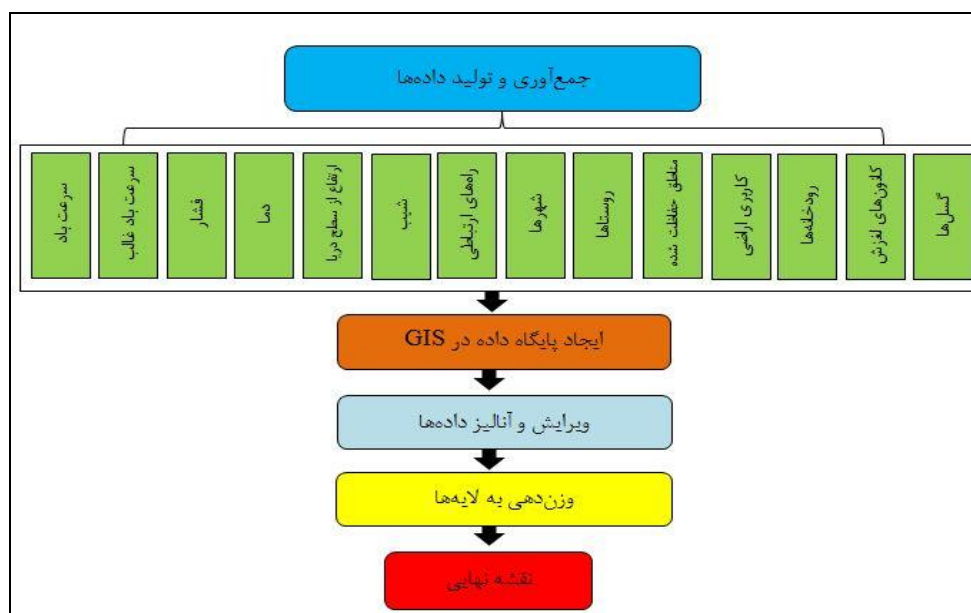 جمع‌آوری و تولید داده‌ها
گسل‌ها
کانون‌های لغزش
رودخانه‌ها
کاربری اراضی
مناطق حفاظت شده
روستاها
شهرها
راه‌های ارتباطی
شیب
ارتفاع از سطح دریا
دما
فشار
سرعت باد غالب
سرعت باد
ایجاد پایگاه داده در GIS
ویرایش و آنالیز داده‌ها
وزن‌دهی به لایه‌ها
نقشه نهایی